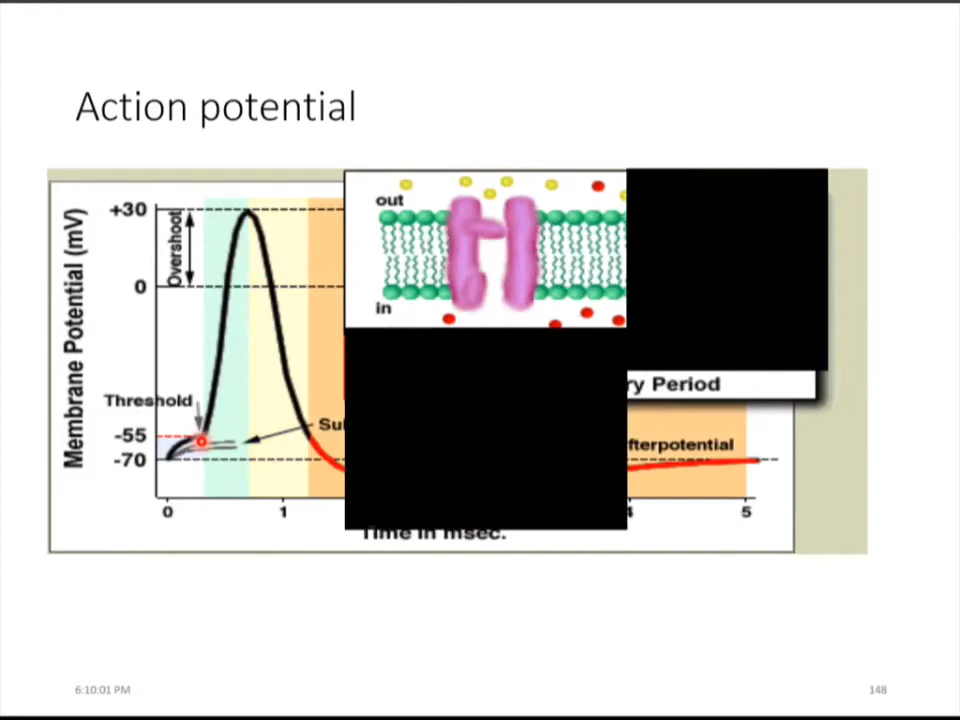 Action potential
out
+30
Overshoot
0
in
Membrane Potential (mV)
ry Period
Threshold
Su
-55
fterpotential
-70
0
1
4
5
Time in msec.
6:10:01 PM
148